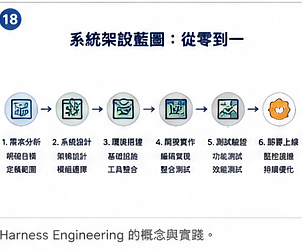 18
系統架設藍圖：從零到一
1. 需求分析 2. 系統設計 3. 環境搭建 4. 開發實作 5. 測試驗證 6. 部署上線
明確目標 架構設計 基礎設施 編碼實現 功能測試 監控維護
定義範圍 模組選擇 工具整合 整合測試 效能測試 持續優化
Harness Engineering 的概念與實踐。